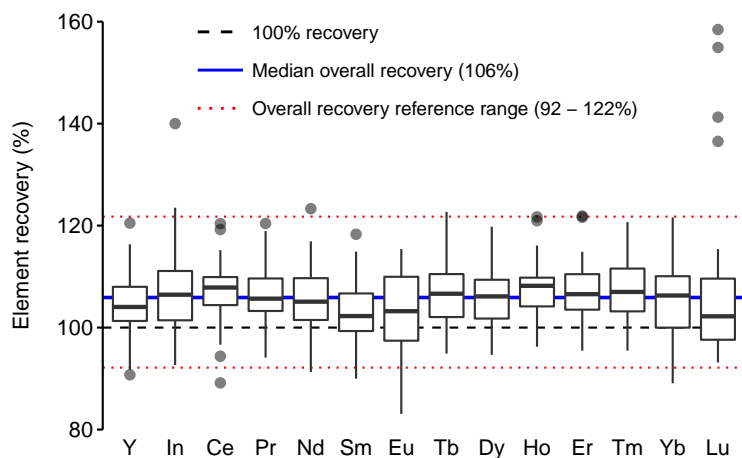 160
140
120
100
80
Element recovery (%)
100% recovery
Median overall recovery (106%)
Overall recovery reference range (92 – 122%)
Y In Ce Pr Nd Sm Eu Tb Dy Ho Er Tm Yb Lu